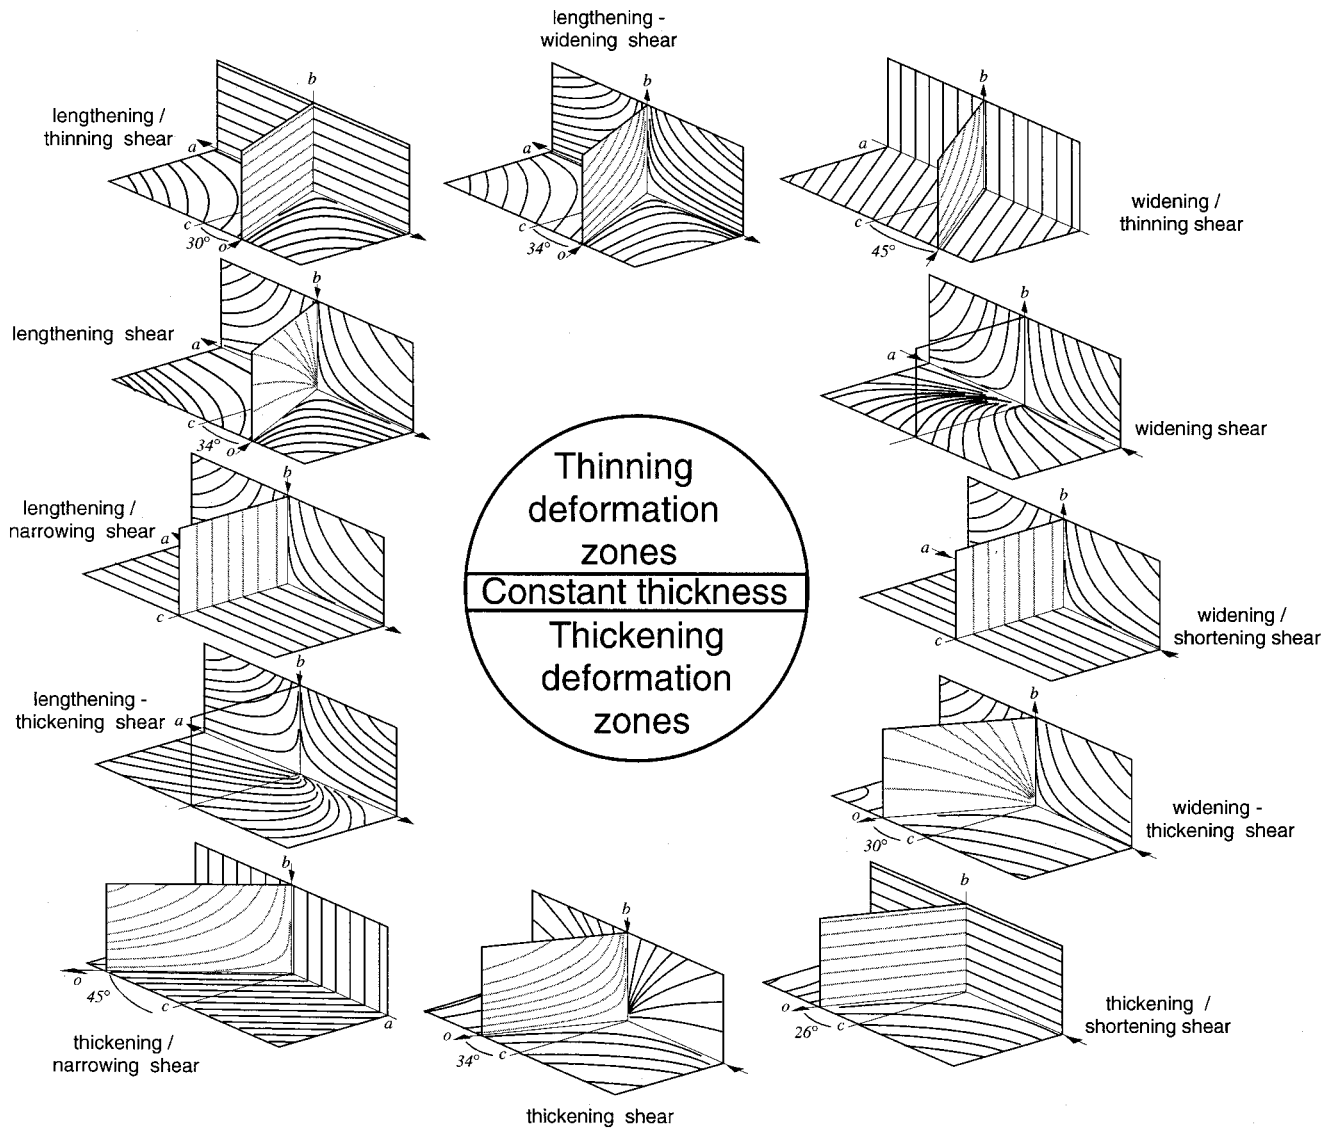 lengthening -
widening shear
b
a
c
30°
o
lengthening /
thinning shear
b
a
c
34°
o
b
a
c
45°
widening /
thinning shear
lengthening shear
b
a
c
34°
o
b
a
widening shear
lengthening /
narrowing shear
b
a
c
Thinning
deformation
zones
Constant thickness
Thickening
deformation
zones
b
a
c
widening /
shortening shear
lengthening -
thickening shear
b
a
b
o
30°
c
widening -
thickening shear
b
o
45°
c
a
thickening /
narrowing shear
b
o
34°
c
thickening shear
b
o
26°
c
thickening /
shortening shear